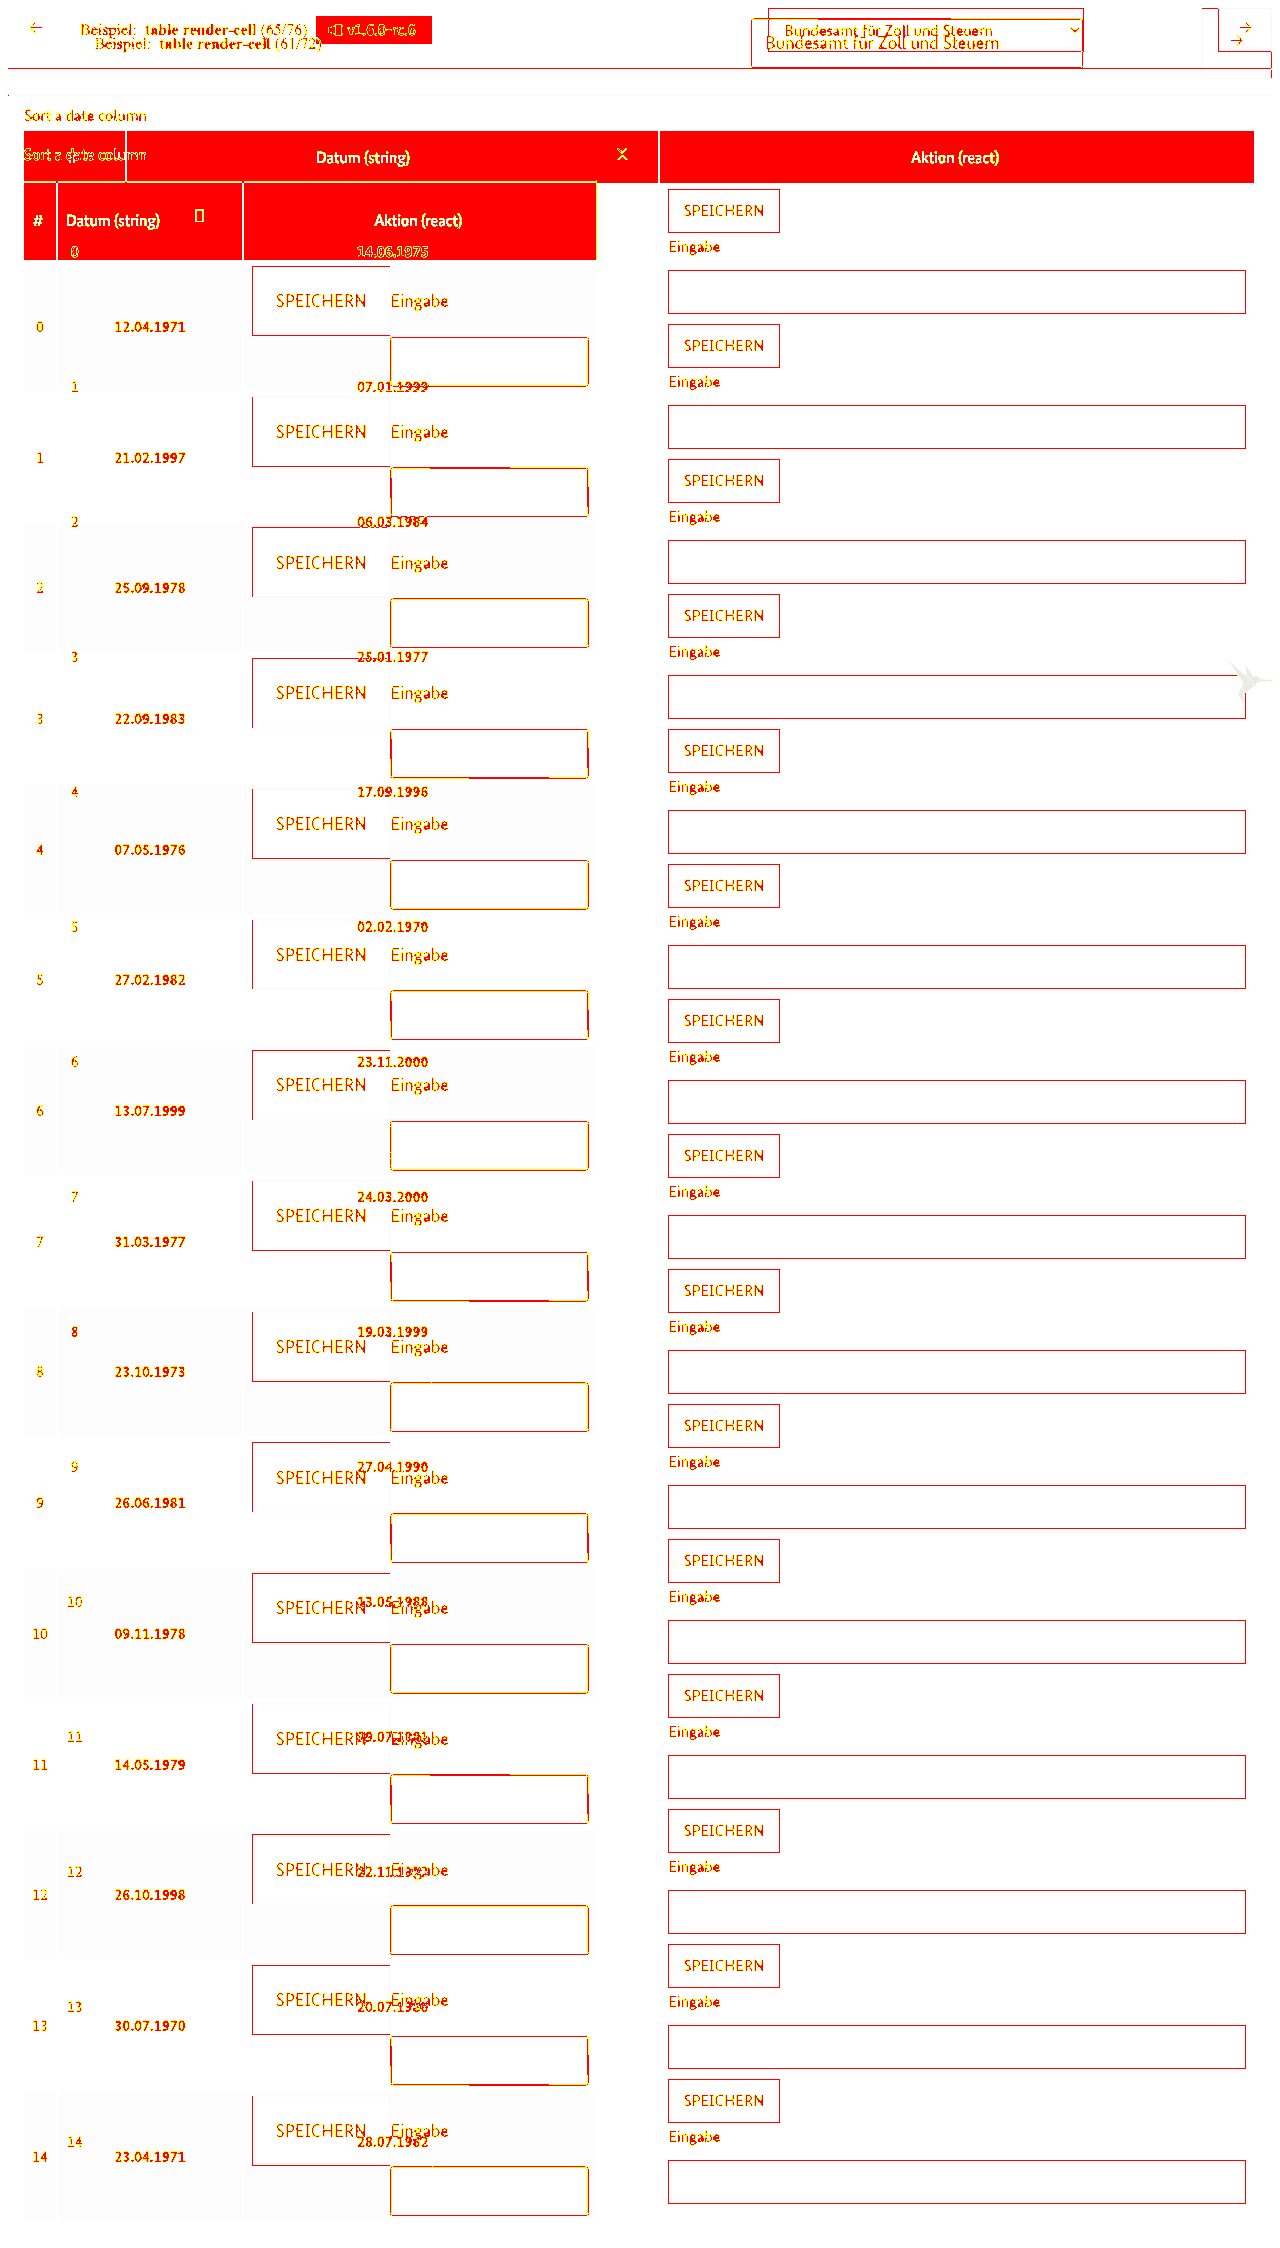 ← Beispiel: table render-cell (65/76) v1.6.0-rc.6 Bundesamt für Zoll und Steuern →
Beispiel: table render-cell (61/72) Bundesamt für Zoll und Steuern →
Sort a date column
Sort a date column Datum (string) Aktion (react)
# Datum (string) Aktion (react)
SPEICHERN
Eingabe
0 14.06.1975
SPEICHERN Eingabe
0 12.04.1971
SPEICHERN
Eingabe
1 07.01.1999
SPEICHERN Eingabe
1 21.02.1997
SPEICHERN
Eingabe
2 06.03.1984
SPEICHERN Eingabe
2 25.09.1978
SPEICHERN
Eingabe
3 25.01.1977
SPEICHERN Eingabe
3 22.09.1983
SPEICHERN
Eingabe
4 17.09.1996
SPEICHERN Eingabe
4 07.05.1976
SPEICHERN
Eingabe
5 02.02.1970
SPEICHERN Eingabe
5 27.02.1982
SPEICHERN
Eingabe
6 23.11.2000
SPEICHERN Eingabe
6 13.07.1999
SPEICHERN
Eingabe
7 24.03.2000
SPEICHERN Eingabe
7 31.03.1977
SPEICHERN
Eingabe
8 19.03.1999
SPEICHERN Eingabe
8 23.10.1973
SPEICHERN
Eingabe
9 27.04.1990
SPEICHERN Eingabe
9 26.06.1981
SPEICHERN
Eingabe
10 13.05.1988
SPEICHERN Eingabe
10 09.11.1978
SPEICHERN
Eingabe
11
SPEICHERN Eingabe
11 14.05.1979
SPEICHERN
Eingabe
12
SPEICHERN Eingabe
12 26.10.1998
SPEICHERN
Eingabe
13
SPEICHERN Eingabe
13 30.07.1970
SPEICHERN
Eingabe
14 28.07.1982
SPEICHERN Eingabe
14 23.04.1971